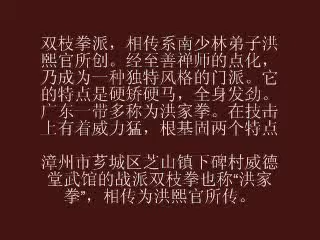 双枝拳派，相传系南少林弟子洪
熙官所创。经至善禅师的点化，
乃成为一种独特风格的门派。它
的特点是硬矫硬马，全身发劲。
广东一带多称为洪家拳。在技击
上有着威力猛，根基固两个特点
漳州市芗城区芝山镇下碑村威德
堂武馆的战派双枝拳也称“洪家
拳”，相传为洪熙官所传。